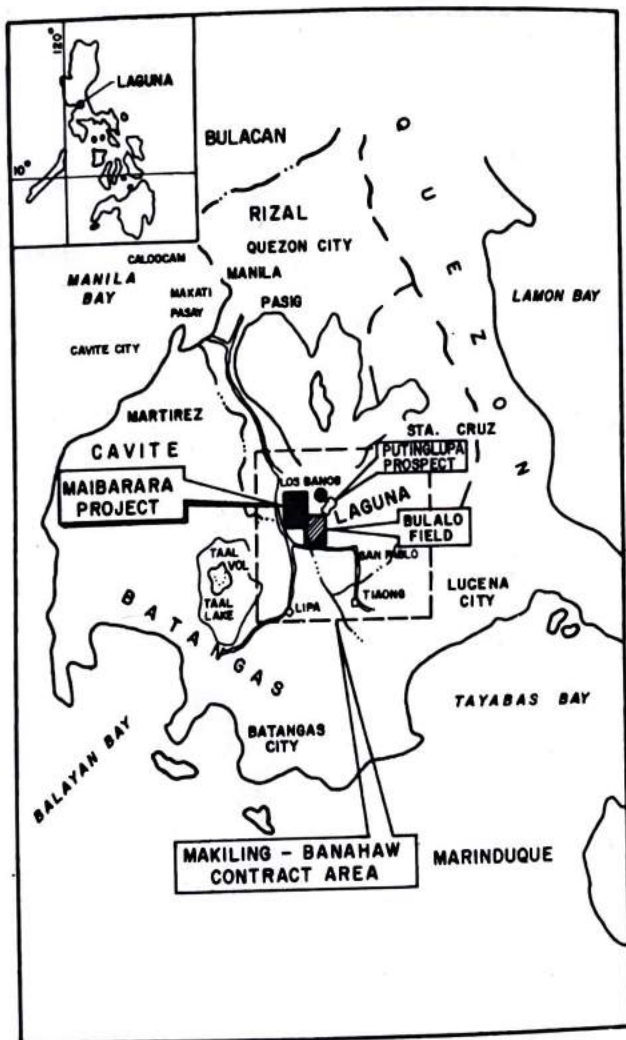 120°
LAGUNA
10°
BULACAN
RIZAL
QUEZON CITY
QUEZON
CALOOCAM
MANILA
MANILA
BAY
MAKATI
PASAY
PASIG
LAMON BAY
CAVITE CITY
MARTIREZ
CAVITE
STA. CRUZ
PUTINGLUPA
PROSPECT
LOS BANOS
MAIBARARA
PROJECT
LAGUNA
BULALO
FIELD
SAN PABLO
TAAL
VOL
TAAL
LAKE
TIAONG
LUCENA
CITY
LIPA
BATANGAS
TAYABAS BAY
BATANGAS
CITY
BALAYAN BAY
MAKILING - BANAHAW
CONTRACT AREA
MARINDUQUE